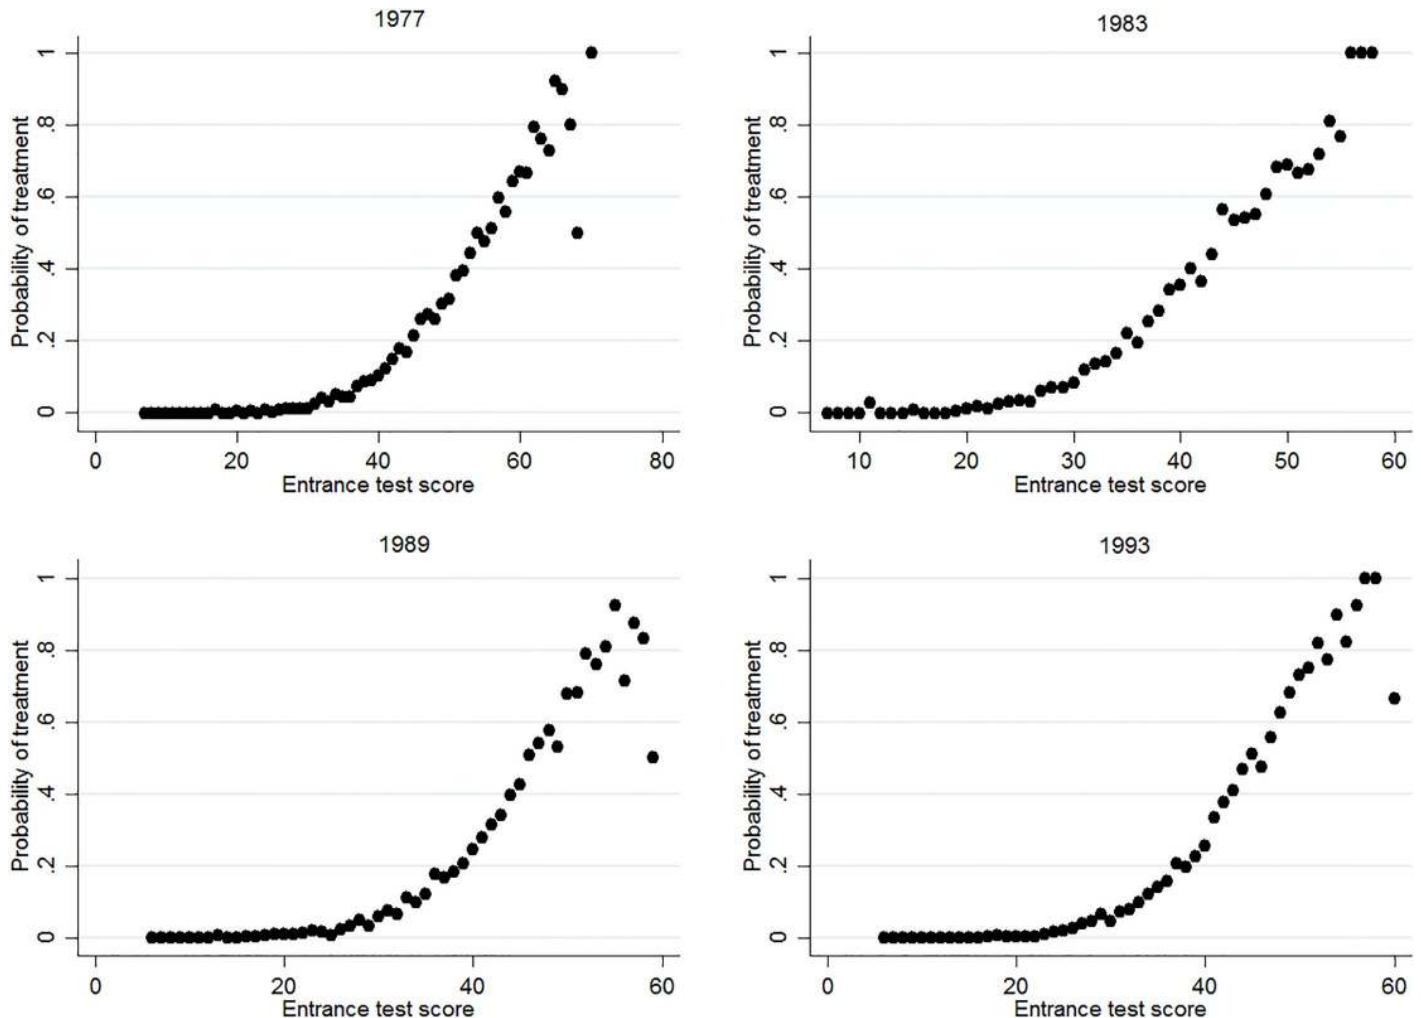 1977
Probability of treatment
0 .2 .4 .6 .8 1
0 20 40 60 80
Entrance test score
1983
Probability of treatment
0 .2 .4 .6 .8 1
10 20 30 40 50 60
Entrance test score
1989
Probability of treatment
0 .2 .4 .6 .8 1
0 20 40 60
Entrance test score
1993
Probability of treatment
0 .2 .4 .6 .8 1
0 20 40 60
Entrance test score